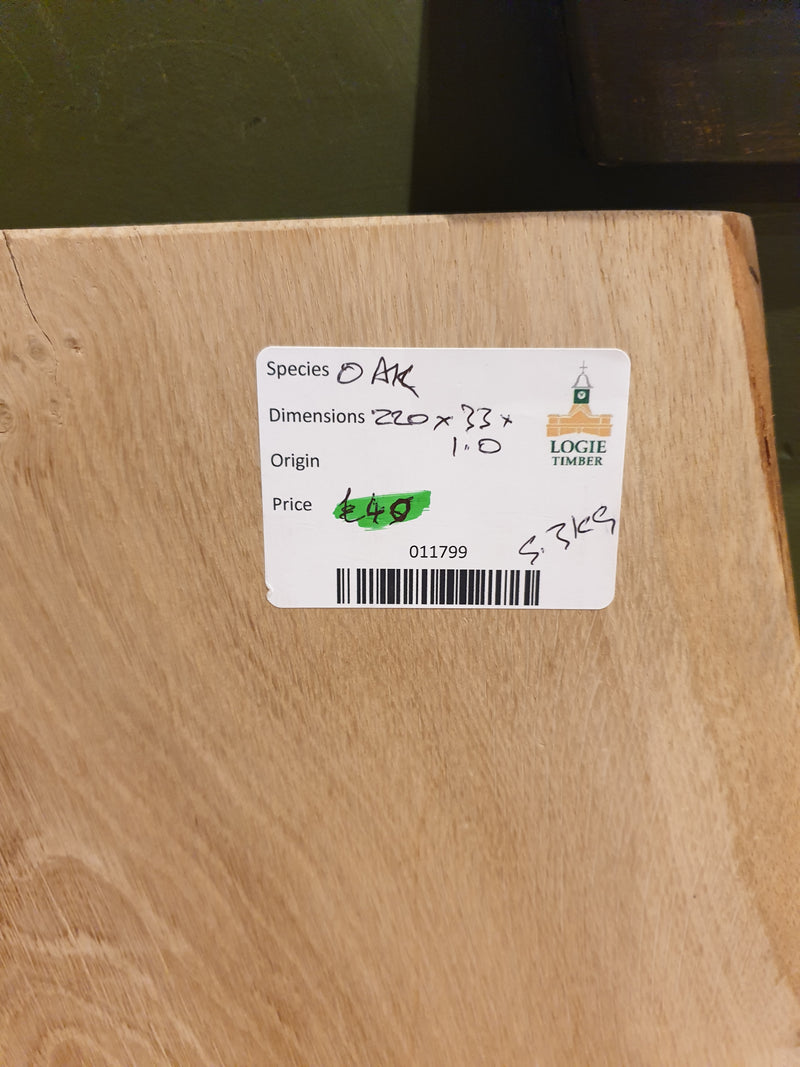 Species OAK
Dimensions 220 x 33 x
1.0
LOGIE
TIMBER
Origin
Price £40
5.3KG
011799